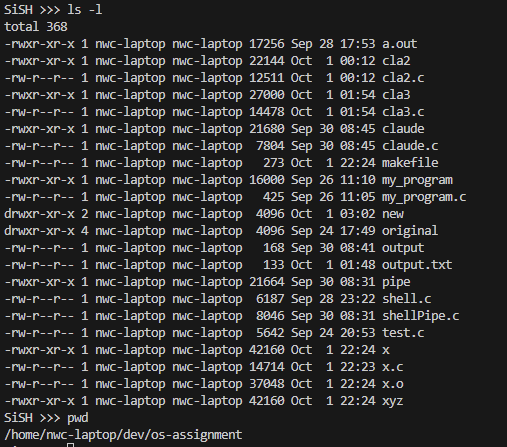 SiSH >>> ls -l
total 368
-rwxr-xr-x 1 nwc-laptop nwc-laptop 17256 Sep 28 17:53 a.out
-rwxr-xr-x 1 nwc-laptop nwc-laptop 22144 Oct  1 00:12 cla2
-rw-r--r-- 1 nwc-laptop nwc-laptop 12511 Oct  1 00:12 cla2.c
-rwxr-xr-x 1 nwc-laptop nwc-laptop 27000 Oct  1 01:54 cla3
-rw-r--r-- 1 nwc-laptop nwc-laptop 14478 Oct  1 01:54 cla3.c
-rwxr-xr-x 1 nwc-laptop nwc-laptop 21680 Sep 30 08:45 claude
-rw-r--r-- 1 nwc-laptop nwc-laptop  7804 Sep 30 08:45 claude.c
-rw-r--r-- 1 nwc-laptop nwc-laptop   273 Oct  1 22:24 makefile
-rwxr-xr-x 1 nwc-laptop nwc-laptop 16000 Sep 26 11:10 my_program
-rw-r--r-- 1 nwc-laptop nwc-laptop   425 Sep 26 11:05 my_program.c
drwxr-xr-x 2 nwc-laptop nwc-laptop  4096 Oct  1 03:02 new
drwxr-xr-x 4 nwc-laptop nwc-laptop  4096 Sep 24 17:49 original
-rw-r--r-- 1 nwc-laptop nwc-laptop   168 Sep 30 08:41 output
-rw-r--r-- 1 nwc-laptop nwc-laptop   133 Oct  1 01:48 output.txt
-rwxr-xr-x 1 nwc-laptop nwc-laptop 21664 Sep 30 08:31 pipe
-rw-r--r-- 1 nwc-laptop nwc-laptop  6187 Sep 28 23:22 shell.c
-rw-r--r-- 1 nwc-laptop nwc-laptop  8046 Sep 30 08:31 shellPipe.c
-rw-r--r-- 1 nwc-laptop nwc-laptop  5642 Sep 24 20:53 test.c
-rwxr-xr-x 1 nwc-laptop nwc-laptop 42160 Oct  1 22:24 x
-rw-r--r-- 1 nwc-laptop nwc-laptop 14714 Oct  1 22:23 x.c
-rw-r--r-- 1 nwc-laptop nwc-laptop 37048 Oct  1 22:24 x.o
-rwxr-xr-x 1 nwc-laptop nwc-laptop 42160 Oct  1 22:24 xyz
SiSH >>> pwd
/home/nwc-laptop/dev/os-assignment